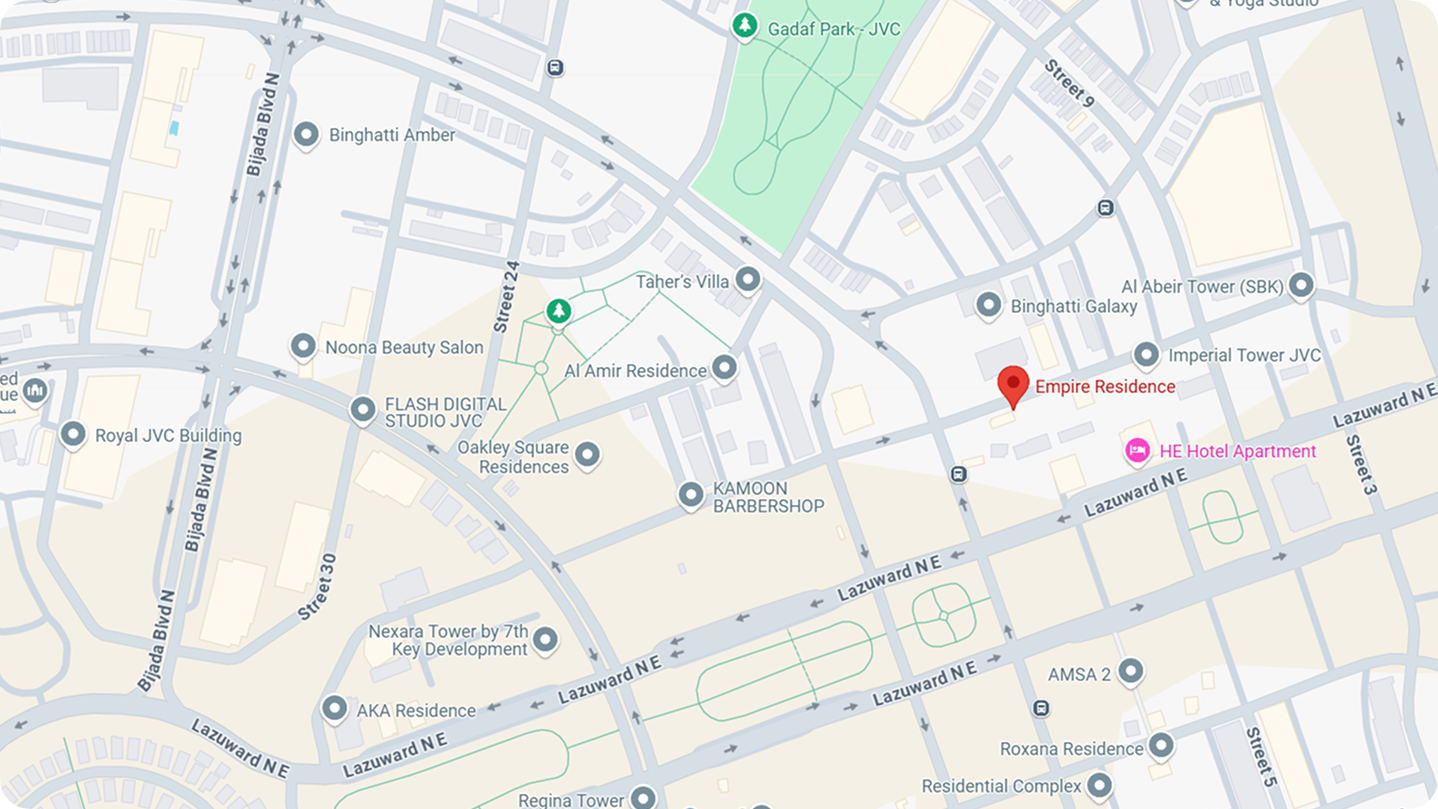 & Yoga Studio
Gadaf Park - JVC
Street 9
Bijada Blvd N
Binghatti Amber
Street 24
Taher's Villa
Al Abeir Tower (SBK)
Binghatti Galaxy
Noona Beauty Salon
Al Amir Residence
Imperial Tower JVC
Empire Residence
ed
ue
FLASH DIGITAL
STUDIO JVC
Lazuward N E
Royal JVC Building
Oakley Square
Residences
HE Hotel Apartment
Street 3
Bijada Blvd N
KAMOON
BARBERSHOP
Lazuward N E
Street 30
Lazuward N E
Bijada Blvd N
Nexara Tower by 7th
Key Development
Lazuward N E
Lazuward N E
AMSA 2
AKA Residence
Lazuward N E
Lazuward N E
Roxana Residence
Street 5
Residential Complex
Regina Tower